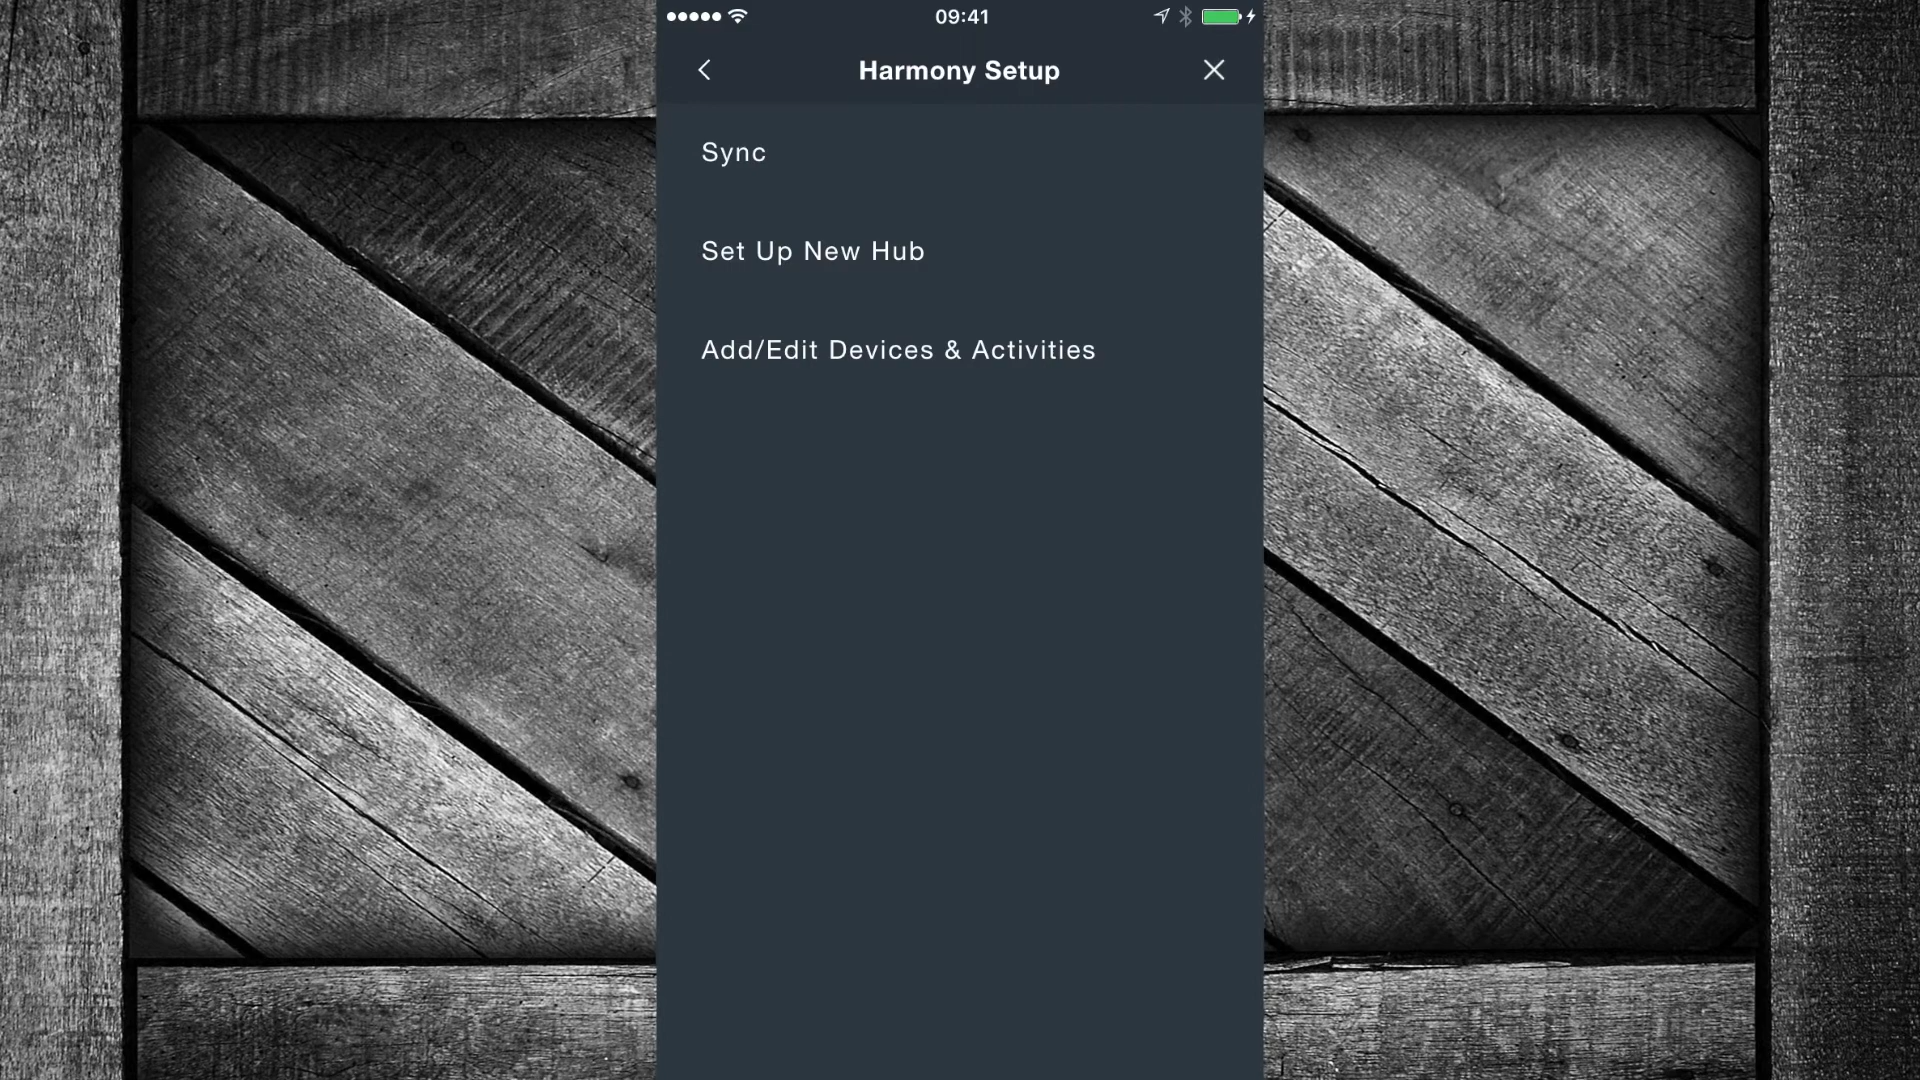 09:41
Harmony Setup
Sync
Set Up New Hub
Add/Edit Devices & Activities